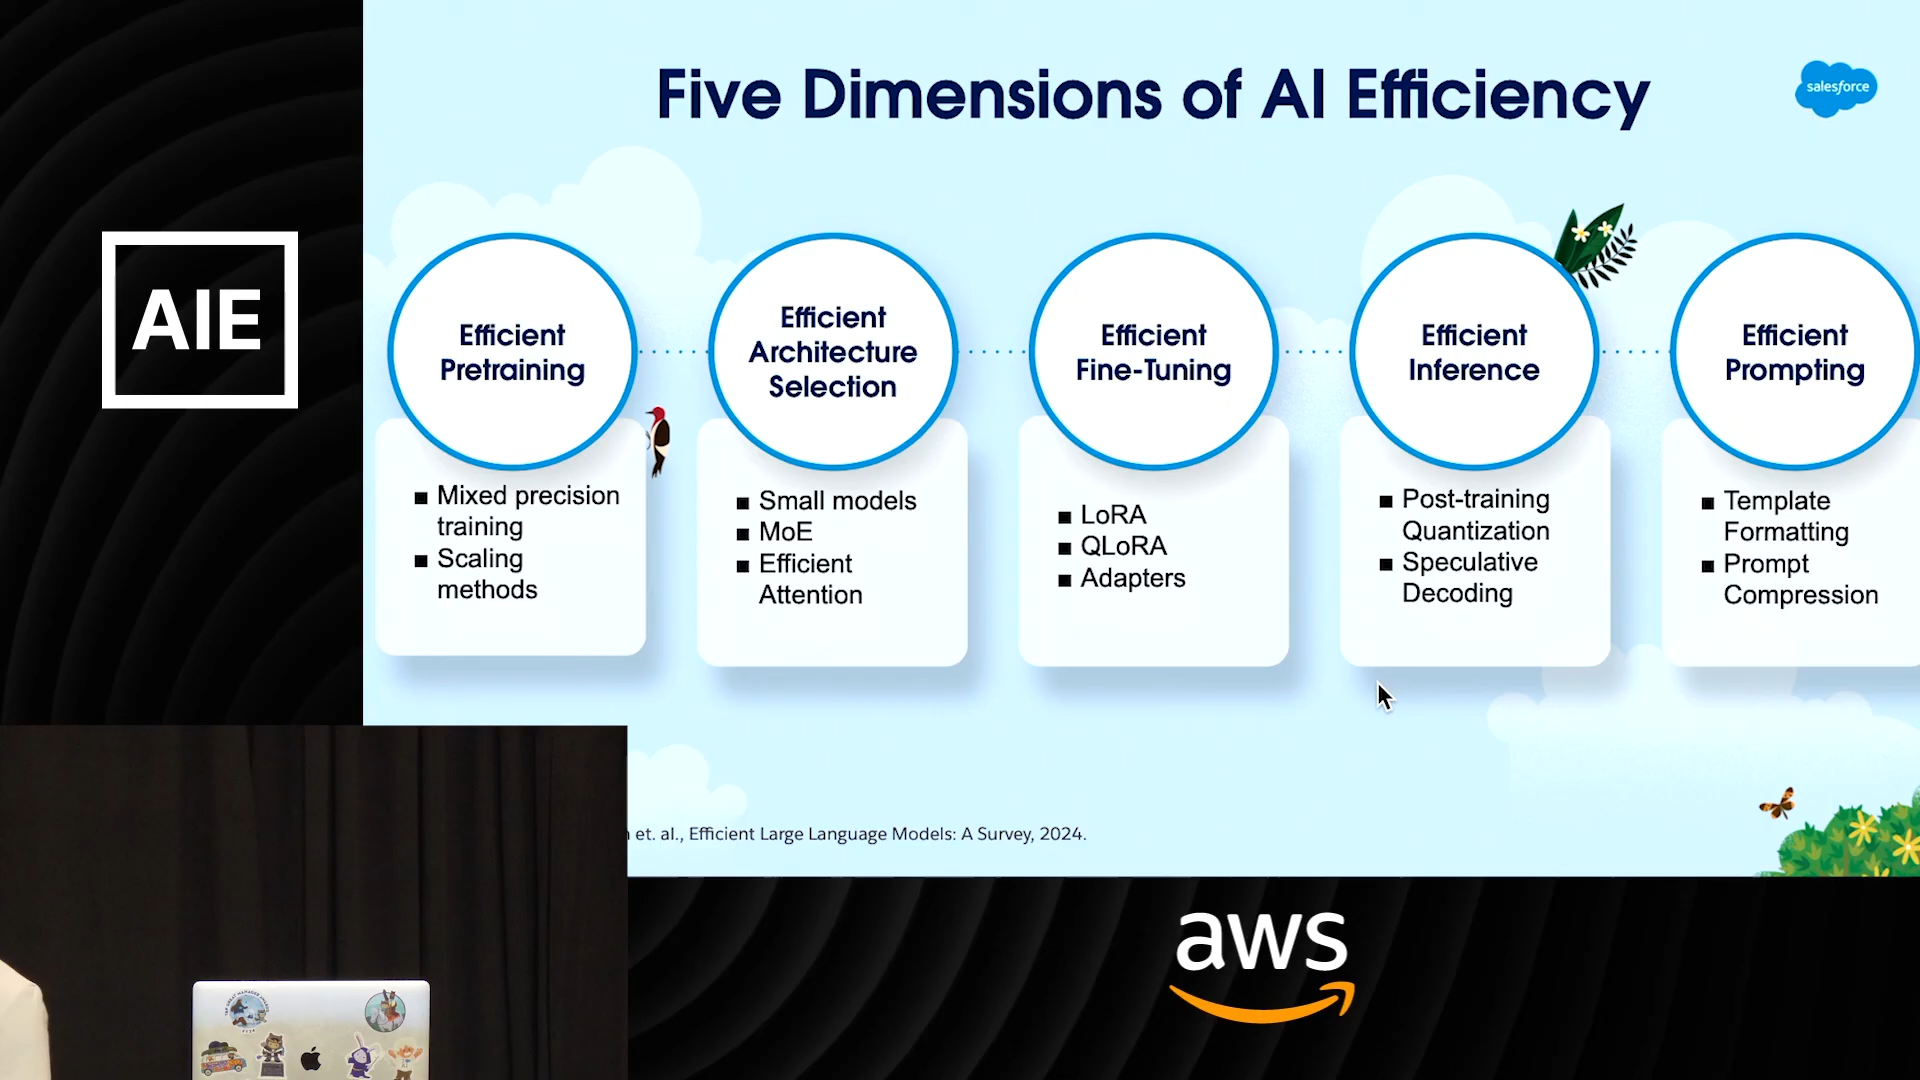 Five Dimensions of AI Efficiency
salesforce
AIE
Efficient
Pretraining
■ Mixed precision
training
■ Scaling
methods
Efficient
Architecture
Selection
■ Small models
■ MoE
■ Efficient
Attention
Efficient
Fine-Tuning
■ LoRA
■ QLoRA
■ Adapters
Efficient
Inference
■ Post-training
Quantization
■ Speculative
Decoding
Efficient
Prompting
■ Template
Formatting
■ Prompt
Compression
et. al., Efficient Large Language Models: A Survey, 2024.
aws